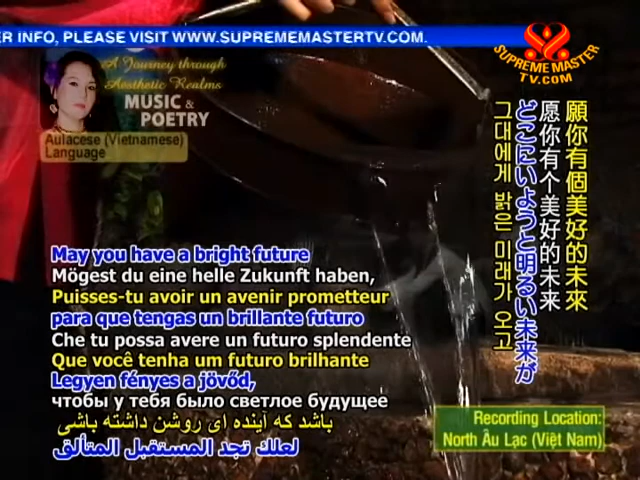 ER INFO, PLEASE VISIT WWW.SUPREMEMASTERTV.COM.
SUPREME MASTER
TV.COM
A Journey through
Aesthetic Realms
MUSIC &
POETRY
Aulacese (Vietnamese)
Language
願你有個美好的未來
愿你有个美好的未来
どこにいようと明るい未来が
그대에게 밝은 미래가 오고
May you have a bright future
Mögest du eine helle Zukunft haben,
Puisses-tu avoir un avenir prometteur
para que tengas un brillante futuro
Che tu possa avere un futuro splendente
Que você tenha um futuro brilhante
Legyen fényes a jövőd,
чтобы у тебя было светлое будущее
باشد که آینده ای روشن داشته باشی
لعلك تجد المستقبل المتألق
Recording Location:
North Âu Lạc (Việt Nam)